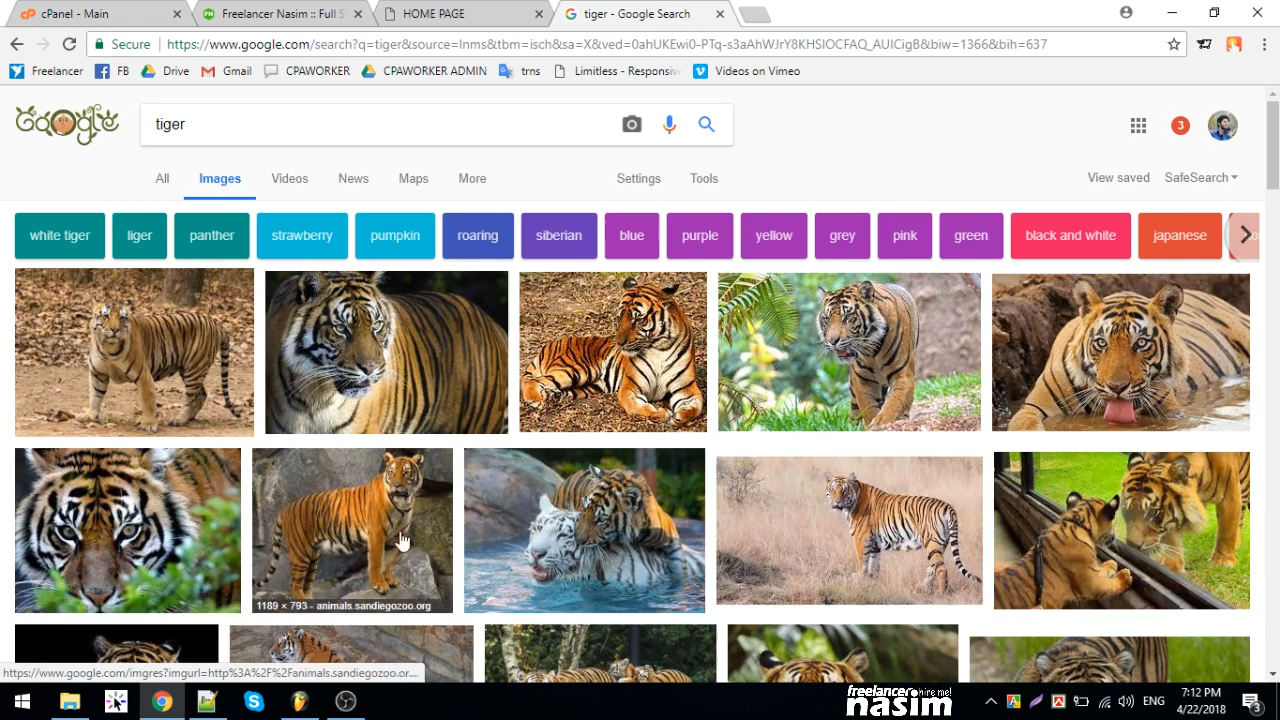 cPanel - Main
Freelancer Nasim :: Full S
HOME PAGE
tiger - Google Search
Secure
https://www.google.com/search?q=tiger&source=lnms&tbm=isch&sa=X&ved=0ahUKEwi0-PTq-s3aAhWJrY8KHSIOCFAQ_AUICigB&biw=1366&bih=637
Freelancer
FB
Drive
Gmail
CPAWORKER
CPAWORKER ADMIN
trns
Limitless - Responsiv
Videos on Vimeo
Google
tiger
3
All
Images
Videos
News
Maps
More
Settings
Tools
View saved
SafeSearch
white tiger
liger
panther
strawberry
pumpkin
roaring
siberian
blue
purple
yellow
grey
pink
green
black and white
japanese
1189 × 793 - animals.sandiegozoo.org
https://www.google.com/imgres?imgurl=http%3A%2F%2Fanimals.sandiegozoo.or...
freelancer hire me!
nasim
ENG
7:12 PM
4/22/2018
3